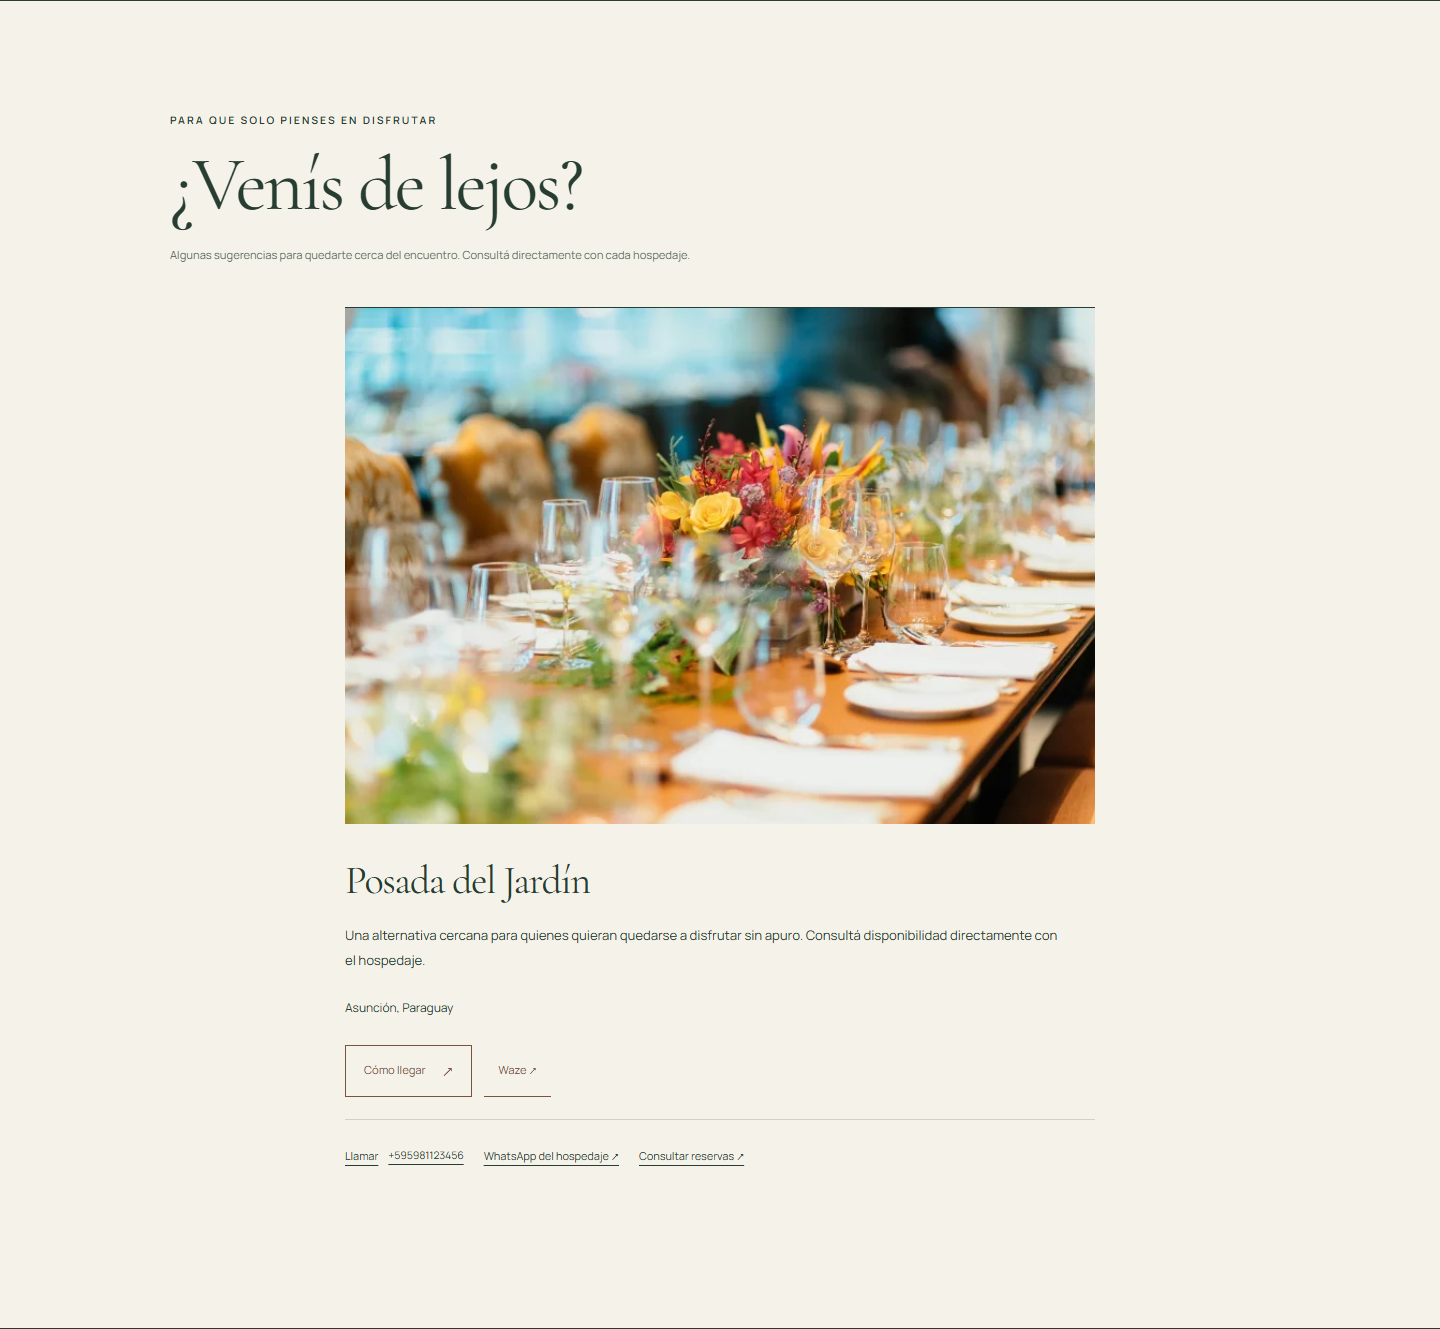 PARA QUE SOLO PIENSES EN DISFRUTAR
¿Venís de lejos?
Algunas sugerencias para quedarte cerca del encuentro. Consultá directamente con cada hospedaje.
Posada del Jardín
Una alternativa cercana para quienes quieran quedarse a disfrutar sin apuro. Consultá disponibilidad directamente con
el hospedaje.
Asunción, Paraguay
Cómo llegar ↗ Waze ↗
Llamar +595981123456 WhatsApp del hospedaje ↗ Consultar reservas ↗